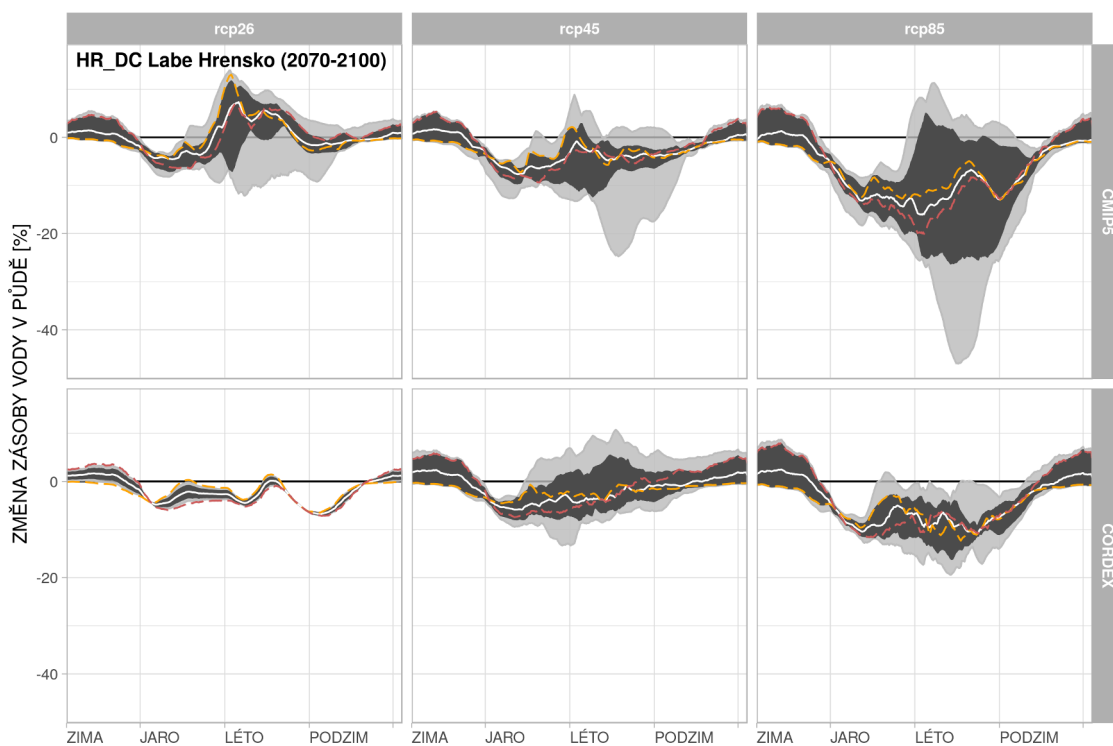 rcp26
rcp45
rcp85
HR_DC Labe Hrensko (2070-2100)
ZMĚNA ZÁSOBY VODY V PŮDĚ [%]
0
-20
-40
CMIP5
0
-20
-40
CORDEX
ZIMA JARO LÉTO PODZIM
ZIMA JARO LÉTO PODZIM
ZIMA JARO LÉTO PODZIM